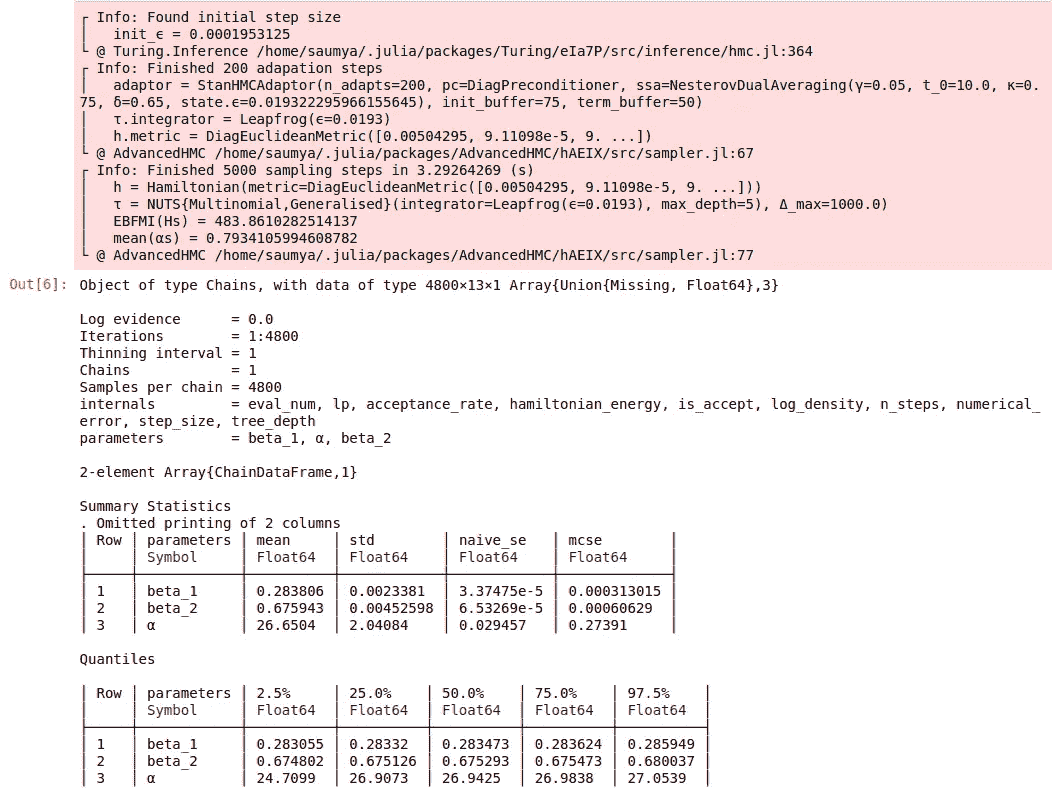 ┌ Info: Found initial step size
│   init_ϵ = 0.0001953125
└ @ Turing.Inference /home/saumya/.julia/packages/Turing/eIa7P/src/inference/hmc.jl:364
┌ Info: Finished 200 adapation steps
│   adaptor = StanHMCAdaptor(n_adapts=200, pc=DiagPreconditioner, ssa=NesterovDualAveraging(γ=0.05, t_0=10.0, κ=0.
75, δ=0.65, state.ϵ=0.019322295966155645), init_buffer=75, term_buffer=50)
│   τ.integrator = Leapfrog(ϵ=0.0193)
│   h.metric = DiagEuclideanMetric([0.00504295, 9.11098e-5, 9. ...])
└ @ AdvancedHMC /home/saumya/.julia/packages/AdvancedHMC/hAEIX/src/sampler.jl:67
┌ Info: Finished 5000 sampling steps in 3.29264269 (s)
│   h = Hamiltonian(metric=DiagEuclideanMetric([0.00504295, 9.11098e-5, 9. ...]))
│   τ = NUTS{Multinomial,Generalised}(integrator=Leapfrog(ϵ=0.0193), max_depth=5), Δ_max=1000.0)
│   EBFMI(Hs) = 483.8610282514137
│   mean(αs) = 0.7934105994608782
└ @ AdvancedHMC /home/saumya/.julia/packages/AdvancedHMC/hAEIX/src/sampler.jl:77
Out[6]: Object of type Chains, with data of type 4800×13×1 Array{Union{Missing, Float64},3}
Log evidence      = 0.0
Iterations        = 1:4800
Thinning interval = 1
Chains            = 1
Samples per chain = 4800
internals         = eval_num, lp, acceptance_rate, hamiltonian_energy, is_accept, log_density, n_steps, numerical_
error, step_size, tree_depth
parameters        = beta_1, α, beta_2
2-element Array{ChainDataFrame,1}
Summary Statistics
. Omitted printing of 2 columns
│ Row │ parameters │ mean     │ std        │ naive_se   │ mcse        │
│     │ Symbol     │ Float64  │ Float64    │ Float64    │ Float64     │
│ 1   │ beta_1     │ 0.283806 │ 0.0023381  │ 3.37475e-5 │ 0.000313015 │
│ 2   │ beta_2     │ 0.675943 │ 0.00452598 │ 6.53269e-5 │ 0.00060629  │
│ 3   │ α          │ 26.6504  │ 2.04084    │ 0.029457   │ 0.27391     │
Quantiles
│ Row │ parameters │ 2.5%     │ 25.0%    │ 50.0%    │ 75.0%    │ 97.5%    │
│     │ Symbol     │ Float64  │ Float64  │ Float64  │ Float64  │ Float64  │
│ 1   │ beta_1     │ 0.283055 │ 0.28332  │ 0.283473 │ 0.283624 │ 0.285949 │
│ 2   │ beta_2     │ 0.674802 │ 0.675126 │ 0.675293 │ 0.675473 │ 0.680037 │
│ 3   │ α          │ 24.7099  │ 26.9073  │ 26.9425  │ 26.9838  │ 27.0539  │